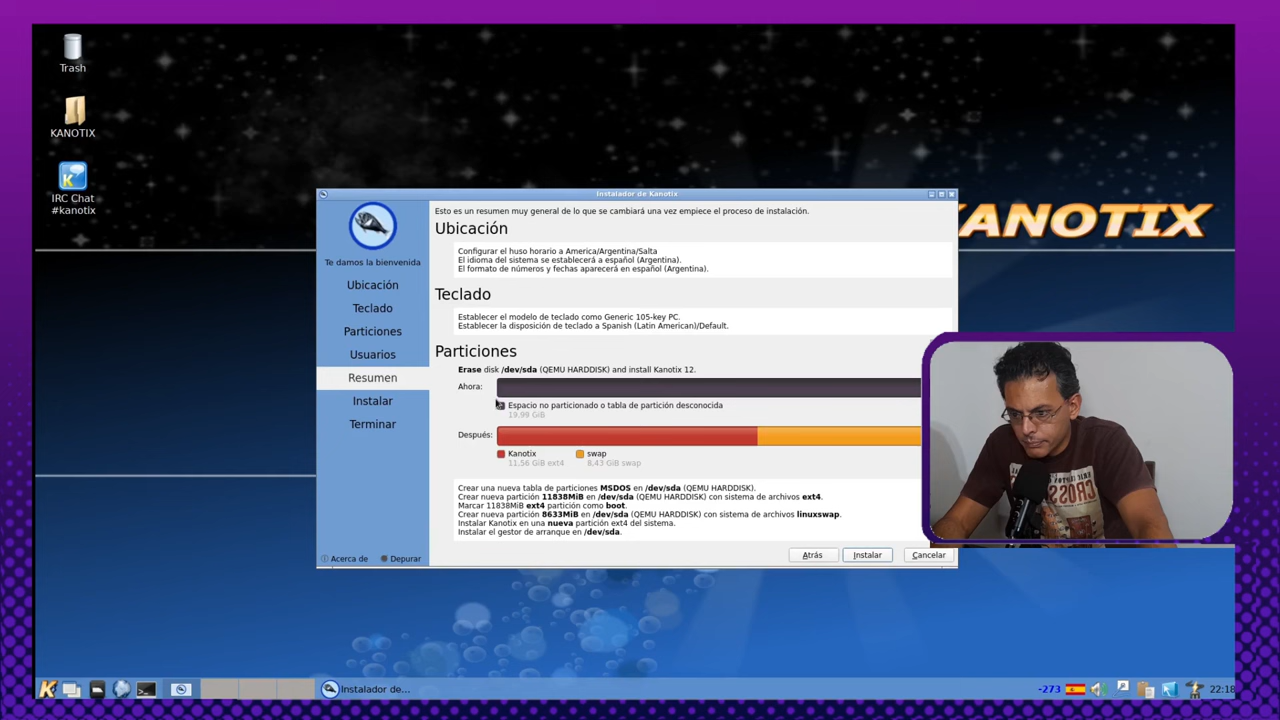 Trash
KANOTIX
IRC Chat
#kanotix
KANOTIX
Instalador de Kanotix
Te damos la bienvenida
Ubicación
Teclado
Particiones
Usuarios
Resumen
Instalar
Terminar
Acerca de
Depurar
Esto es un resumen muy general de lo que se cambiará una vez empiece el proceso de instalación.
Ubicación
Configurar el huso horario a America/Argentina/Salta
El idioma del sistema se establecerá a español (Argentina).
El formato de números y fechas aparecerá en español (Argentina).
Teclado
Establecer el modelo de teclado como Generic 105-key PC.
Establecer la disposición de teclado a Spanish (Latin American)/Default.
Particiones
Erase disk /dev/sda (QEMU HARDDISK) and install Kanotix 12.
Ahora:
Espacio no particionado o tabla de partición desconocida
19,99 GiB
Después:
Kanotix swap
11,56 GiB ext4 8,43 GiB swap
Crear una nueva tabla de particiones MSDOS en /dev/sda (QEMU HARDDISK).
Crear nueva partición 11838MiB en /dev/sda (QEMU HARDDISK) con sistema de archivos ext4.
Marcar 11838MiB ext4 partición como boot.
Crear nueva partición 8633MiB en /dev/sda (QEMU HARDDISK) con sistema de archivos linuxswap.
Instalar Kanotix en una nueva partición ext4 del sistema.
Instalar el gestor de arranque en /dev/sda.
Atrás Instalar Cancelar
CROSS
Instalador de...
-273
22:18